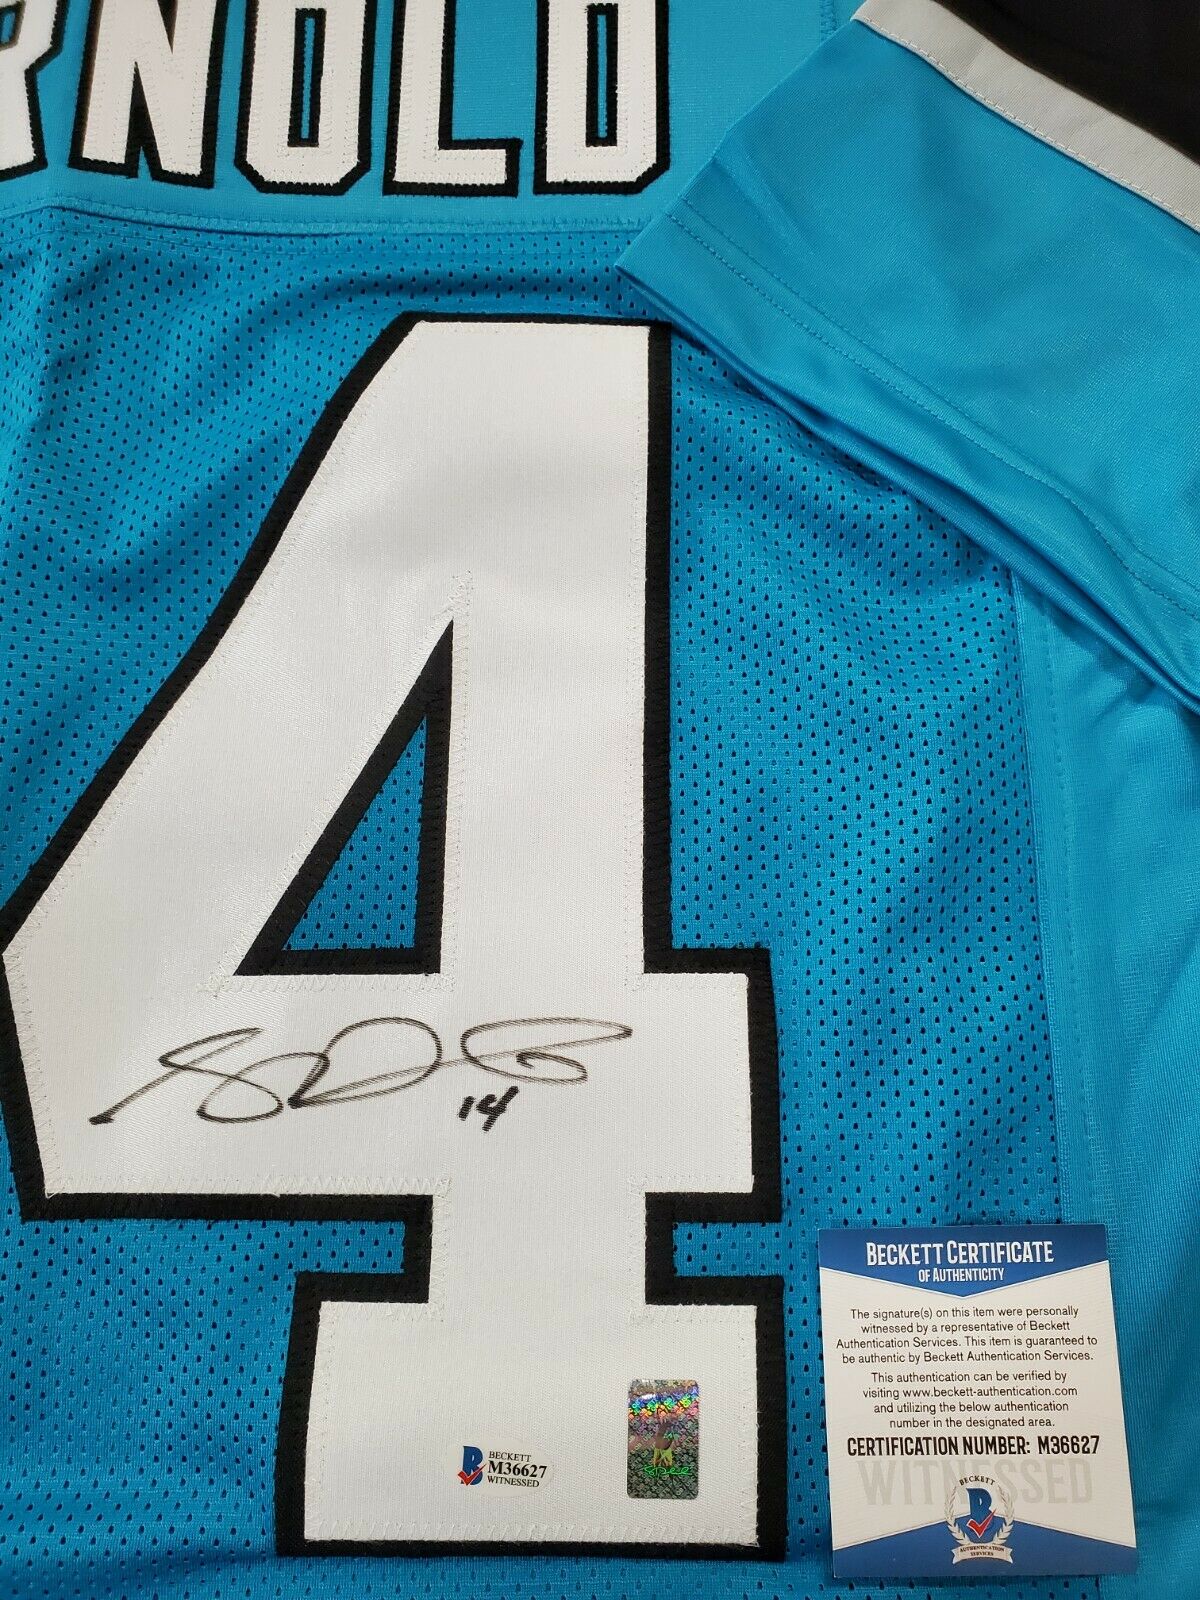 RNOLD
4
14
BECKETT
M36627
WITNESSED
BECKETT CERTIFICATE
OF AUTHENTICITY
The signature(s) on this item were personally
witnessed by a representative of Beckett
Authentication Services. This item is guaranteed to
be authentic by Beckett Authentication Services.
This authentication can be verified by
visiting www.beckett-authentication.com
and utilizing the below authentication
number in the designated area.
CERTIFICATION NUMBER: M36627
WITNESSED
BECKETT
B
AUTHENTICATION
SERVICES